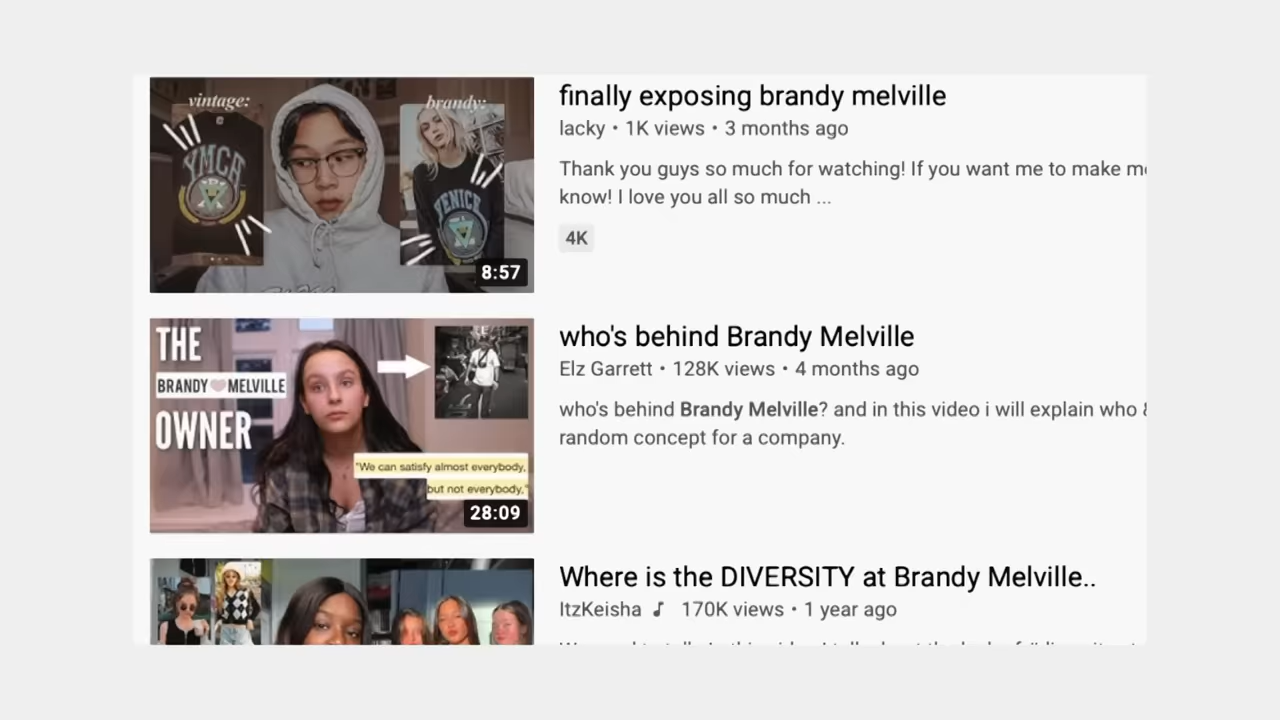 vintage:
brandy:
YMCA
VENICE
8:57
finally exposing brandy melville
lacky • 1K views • 3 months ago
Thank you guys so much for watching! If you want me to make
know! I love you all so much ...
4K
THE
BRANDY MELVILLE
OWNER
"We can satisfy almost everybody,
but not everybody,"
28:09
who's behind Brandy Melville
Elz Garrett • 128K views • 4 months ago
who's behind Brandy Melville? and in this video i will explain who
random concept for a company.
Where is the DIVERSITY at Brandy Melville..
ItzKeisha ♪ 170K views • 1 year ago